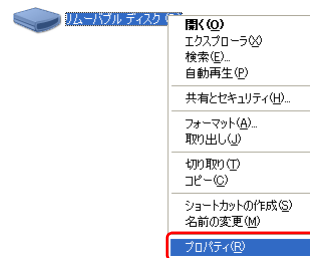 リムーバブル ディスク
開く(O)
エクスプローラ(X)
検索(E)...
自動再生(P)
共有とセキュリティ(H)...
フォーマット(A)...
取り出し(J)
切り取り(T)
コピー(C)
ショートカットの作成(S)
名前の変更(M)
プロパティ(R)